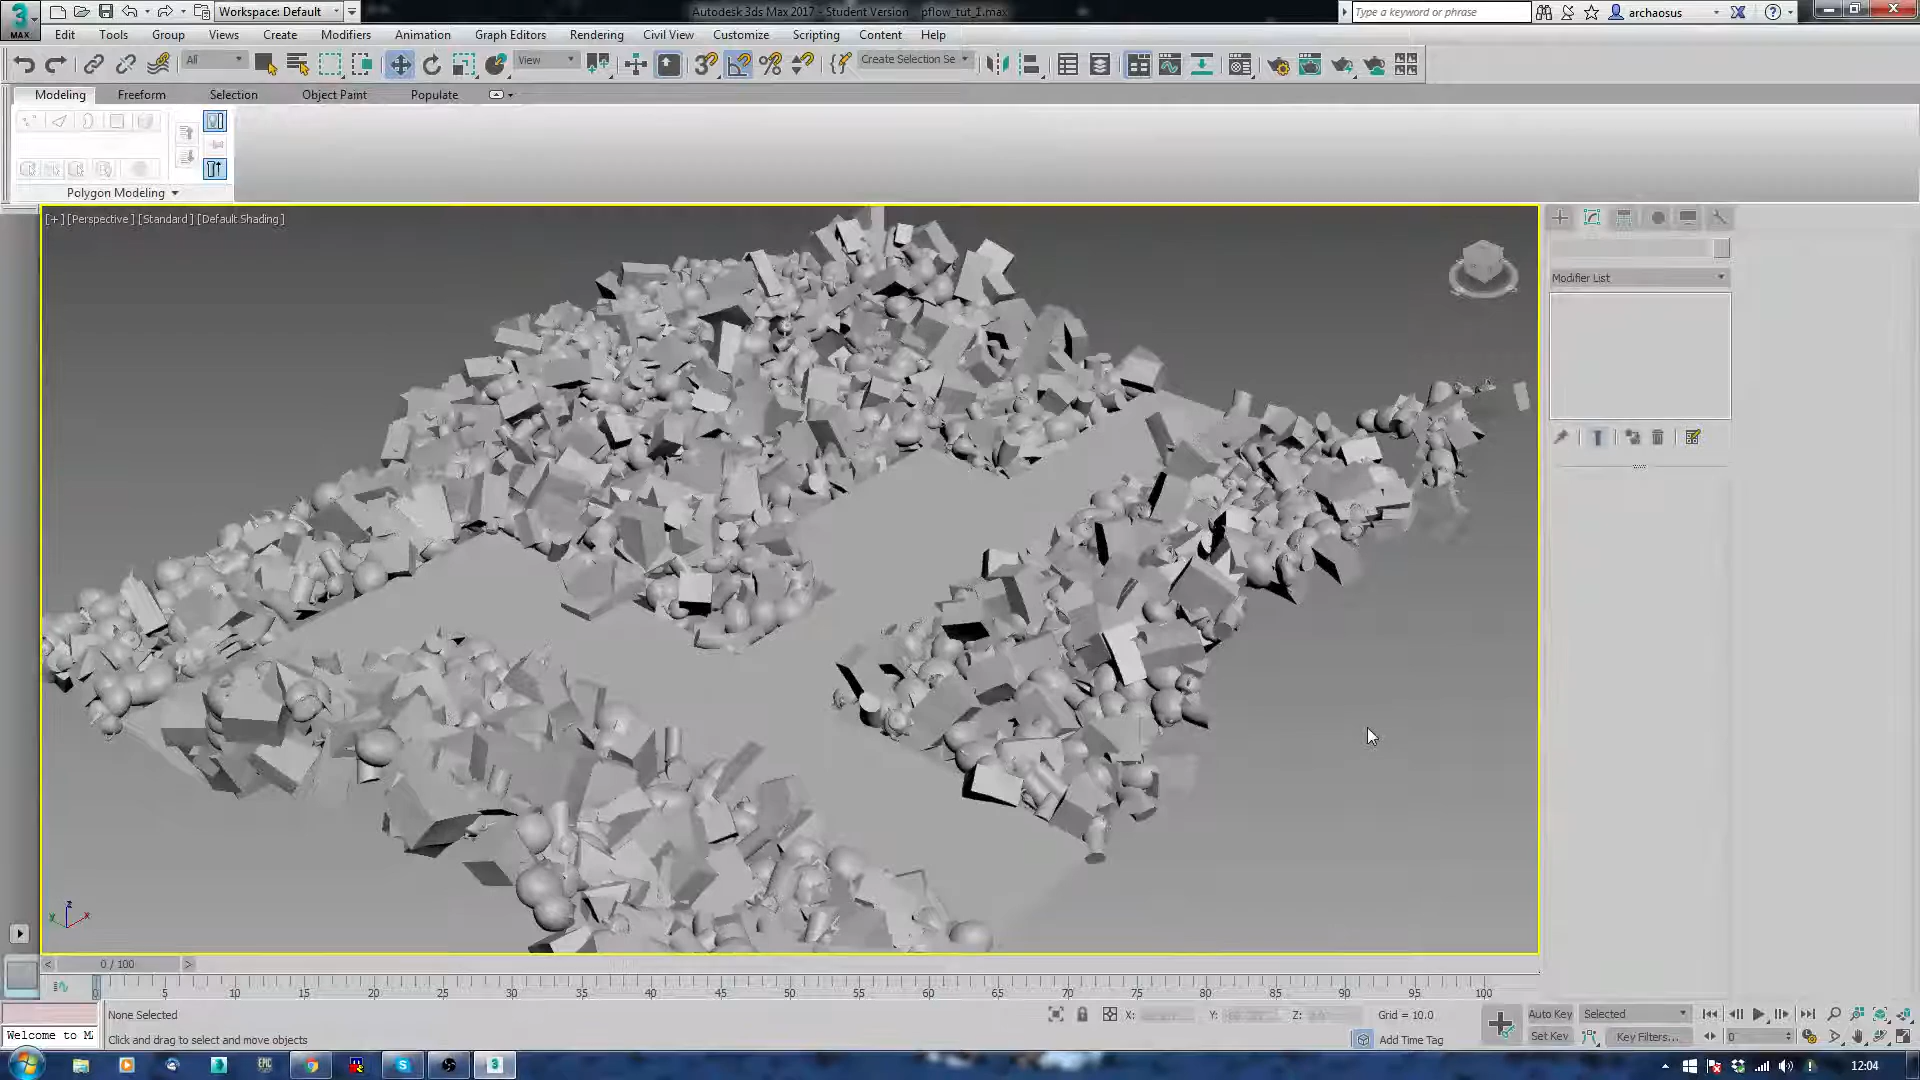 Workspace: Default
Autodesk 3ds Max 2017 - Student Version    pflow_tut_1.max
Type a keyword or phrase
archaosus
MAX
Edit Tools Group Views Create Modifiers Animation Graph Editors Rendering Civil View Customize Scripting Content Help
All
View
Create Selection Se
Modeling Freeform Selection Object Paint Populate
Polygon Modeling
[+] [Perspective] [Standard] [Default Shading]
Modifier List
0 / 100
0 5 10 15 20 25 30 35 40 45 50 55 60 65 70 75 80 85 90 95 100
None Selected
X: Y: Z: Grid = 10.0
Auto Key Selected
Welcome to M
Click and drag to select and move objects
Add Time Tag
Set Key Key Filters...
0
12:04